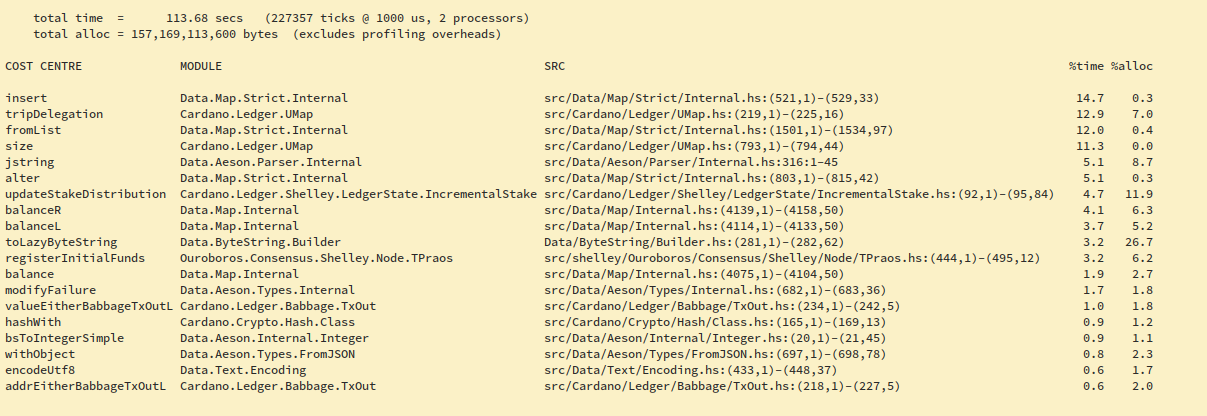 total time = 113.68 secs (227357 ticks @ 1000 us, 2 processors)
total alloc = 157,169,113,600 bytes (excludes profiling overheads)
COST CENTRE MODULE SRC %time %alloc
insert Data.Map.Strict.Internal src/Data/Map/Strict/Internal.hs:(521,1)-(529,33) 14.7 0.3
tripDelegation Cardano.Ledger.UMap src/Cardano/Ledger/UMap.hs:(219,1)-(225,16) 12.9 7.0
fromList Data.Map.Strict.Internal src/Data/Map/Strict/Internal.hs:(1501,1)-(1534,97) 12.0 0.4
size Cardano.Ledger.UMap src/Cardano/Ledger/UMap.hs:(793,1)-(794,44) 11.3 0.0
jstring Data.Aeson.Parser.Internal src/Data/Aeson/Parser/Internal.hs:316:1-45 5.1 8.7
alter Data.Map.Strict.Internal src/Data/Map/Strict/Internal.hs:(803,1)-(815,42) 5.1 0.3
updateStakeDistribution Cardano.Ledger.Shelley.LedgerState.IncrementalStake src/Cardano/Ledger/Shelley/LedgerState/IncrementalStake.hs:(92,1)-(95,84) 4.7 11.9
balanceR Data.Map.Internal src/Data/Map/Internal.hs:(4139,1)-(4158,50) 4.1 6.3
balanceL Data.Map.Internal src/Data/Map/Internal.hs:(4114,1)-(4133,50) 3.7 5.2
toLazyByteString Data.ByteString.Builder Data/ByteString/Builder.hs:(281,1)-(282,62) 3.2 26.7
registerInitialFunds Ouroboros.Consensus.Shelley.Node.TPraos src/shelley/Ouroboros/Consensus/Shelley/Node/TPraos.hs:(444,1)-(495,12) 3.2 6.2
balance Data.Map.Internal src/Data/Map/Internal.hs:(4075,1)-(4104,50) 1.9 2.7
modifyFailure Data.Aeson.Types.Internal src/Data/Aeson/Types/Internal.hs:(682,1)-(683,36) 1.7 1.8
valueEitherBabbageTxOutL Cardano.Ledger.Babbage.TxOut src/Cardano/Ledger/Babbage/TxOut.hs:(234,1)-(242,5) 1.0 1.8
hashWith Cardano.Crypto.Hash.Class src/Cardano/Crypto/Hash/Class.hs:(165,1)-(169,13) 0.9 1.2
bsToIntegerSimple Data.Aeson.Internal.Integer src/Data/Aeson/Internal/Integer.hs:(20,1)-(21,45) 0.9 1.1
withObject Data.Aeson.Types.FromJSON src/Data/Aeson/Types/FromJSON.hs:(697,1)-(698,78) 0.8 2.3
encodeUtf8 Data.Text.Encoding src/Data/Text/Encoding.hs:(433,1)-(448,37) 0.6 1.7
addrEitherBabbageTxOutL Cardano.Ledger.Babbage.TxOut src/Cardano/Ledger/Babbage/TxOut.hs:(218,1)-(227,5) 0.6 2.0